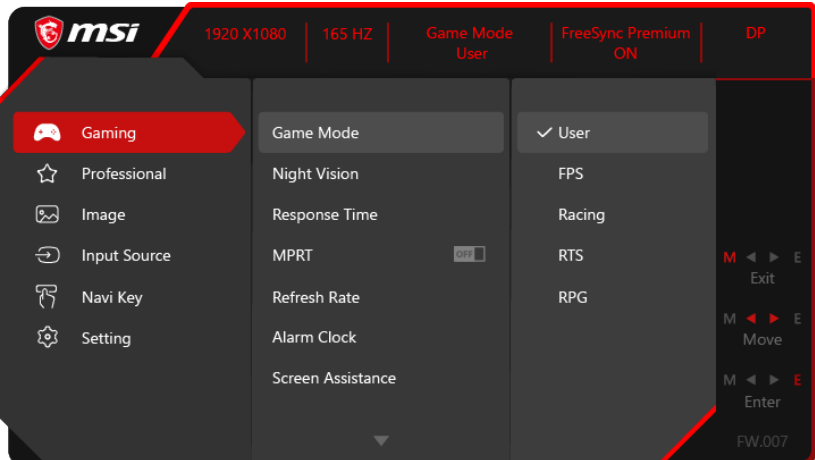 msi
1920 X1080
165 HZ
Game Mode
User
FreeSync Premium
ON
DP
Gaming
Professional
Image
Input Source
Navi Key
Setting
Game Mode
Night Vision
Response Time
MPRT
OFF
Refresh Rate
Alarm Clock
Screen Assistance
User
FPS
Racing
RTS
RPG
M E
Exit
M E
Move
M E
Enter
FW.007